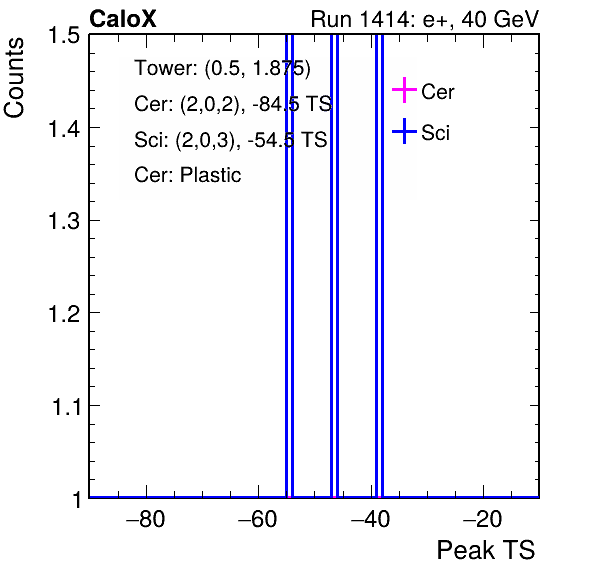 CaloX Run 1414: e+, 40 GeV
Counts
Tower: (0.5, 1.875)
Cer: (2,0,2), -84.5 TS
Sci: (2,0,3), -54.5 TS
Cer: Plastic
Cer
Sci
1.5
1.4
1.3
1.2
1.1
1
−80 −60 −40 −20
Peak TS